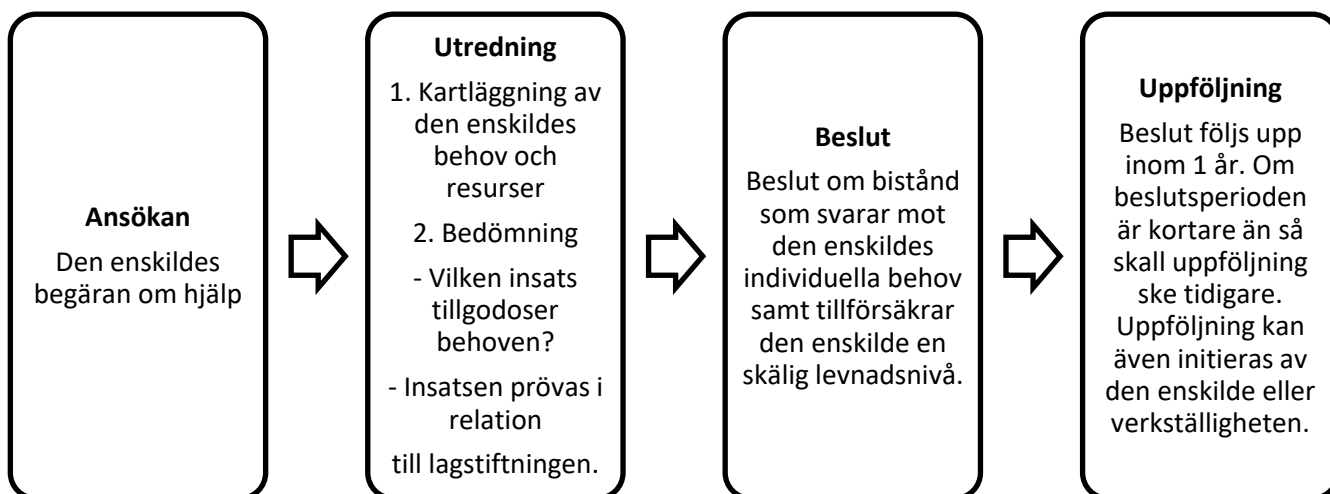 Ansökan
Den enskildes
begäran om hjälp
Utredning
1. Kartläggning av
den enskildes
behov och
resurser
2. Bedömning
- Vilken insats
tillgodoser
behoven?
- Insatsen prövas i
relation
till lagstiftningen.
Beslut
Beslut om bistånd
som svarar mot
den enskildes
individuella behov
samt tillförsäkrar
den enskilde en
skälig levnadsnivå.
Uppföljning
Beslut följs upp
inom 1 år. Om
beslutsperioden
är kortare än så
skall uppföljning
ske tidigare.
Uppföljning kan
även initieras av
den enskilde eller
verkställigheten.